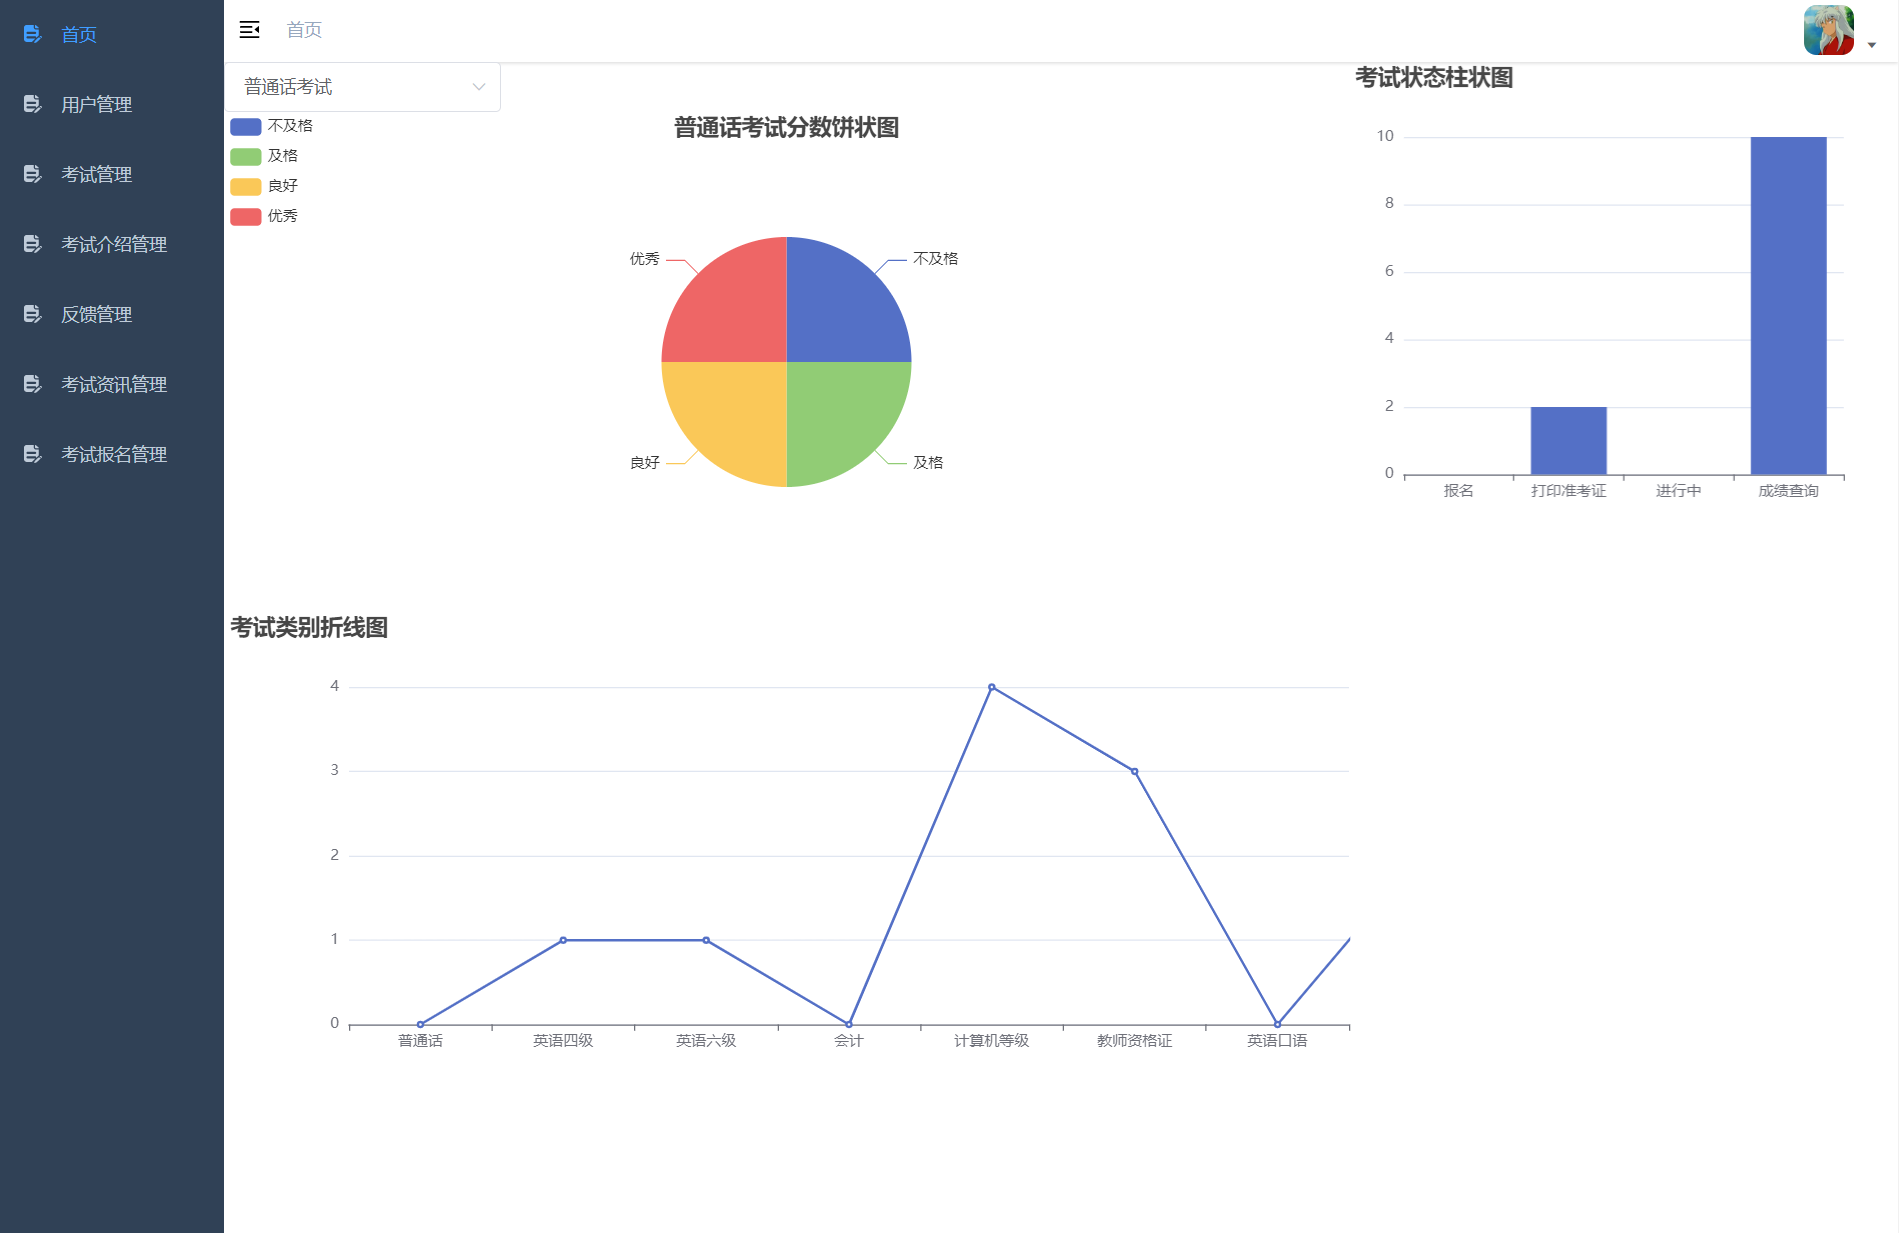 首页
用户管理
考试管理
考试介绍管理
反馈管理
考试资讯管理
考试报名管理
首页
普通话考试
不及格
及格
良好
优秀
普通话考试分数饼状图
优秀
不及格
良好
及格
考试状态柱状图
10
8
6
4
2
0
报名 打印准考证 进行中 成绩查询
考试类别折线图
4
3
2
1
0
普通话 英语四级 英语六级 会计 计算机等级 教师资格证 英语口语